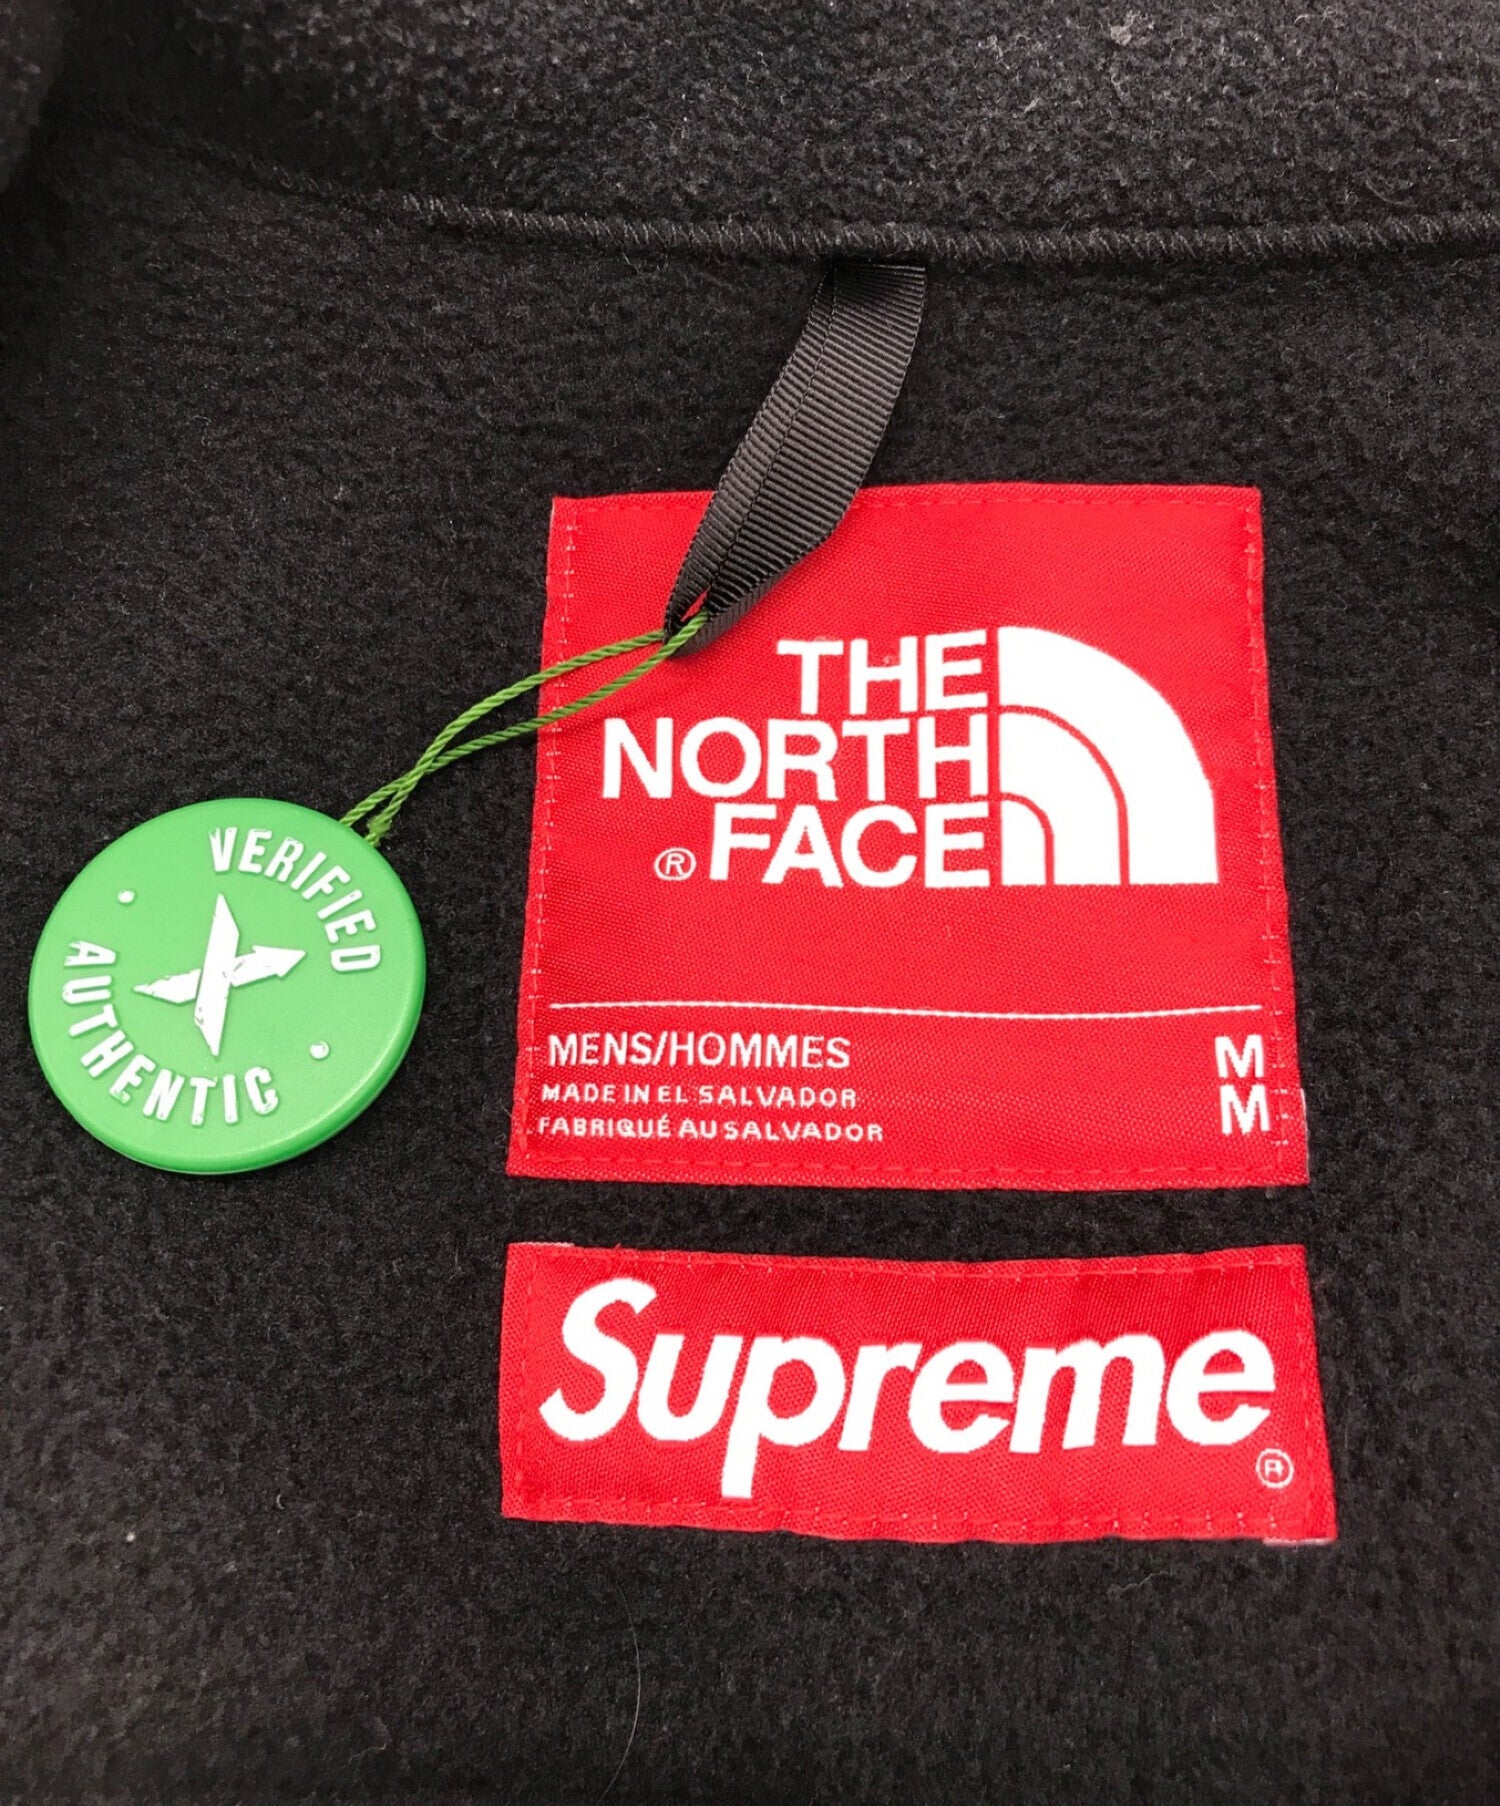 THE
NORTH
® FACE
MENS/HOMMES M
MADE IN EL SALVADOR M
FABRIQUÉ AU SALVADOR
Supreme
®
VERIFIED
AUTHENTIC